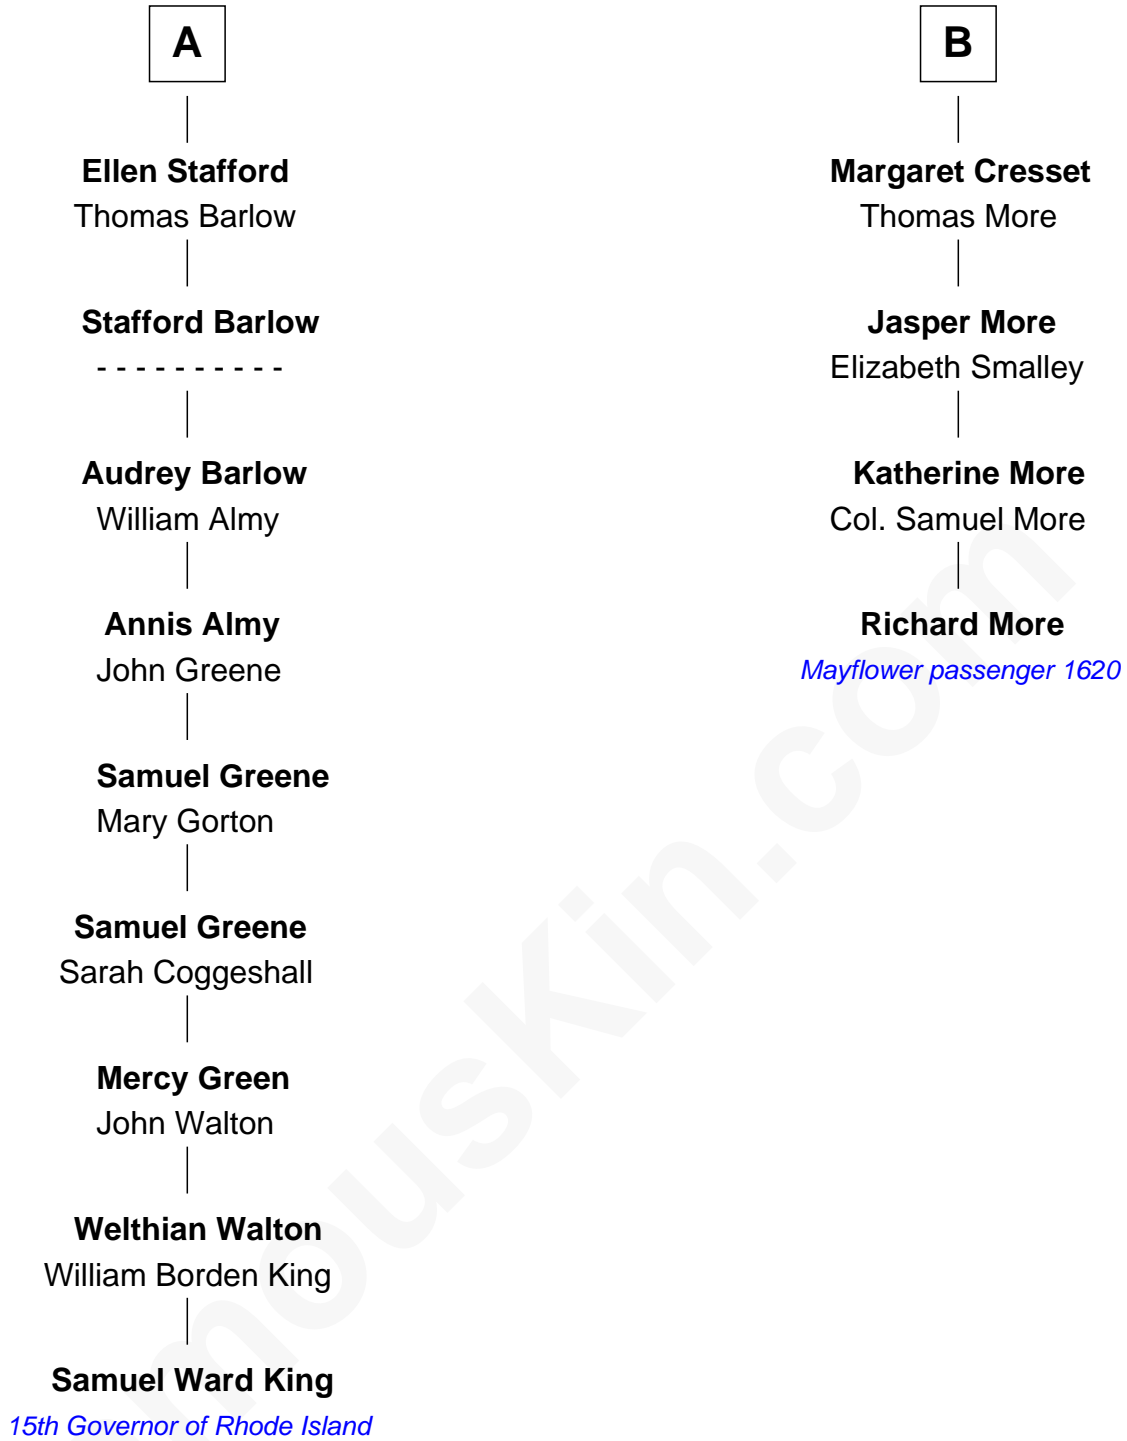 A
Ellen Stafford
Thomas Barlow
Stafford Barlow
- - - - - - - - - -
Audrey Barlow
William Almy
Annis Almy
John Greene
Samuel Greene
Mary Gorton
Samuel Greene
Sarah Coggeshall
Mercy Green
John Walton
Welthian Walton
William Borden King
Samuel Ward King
15th Governor of Rhode Island
B
Margaret Cresset
Thomas More
Jasper More
Elizabeth Smalley
Katherine More
Col. Samuel More
Richard More
Mayflower passenger 1620
mousKin.com